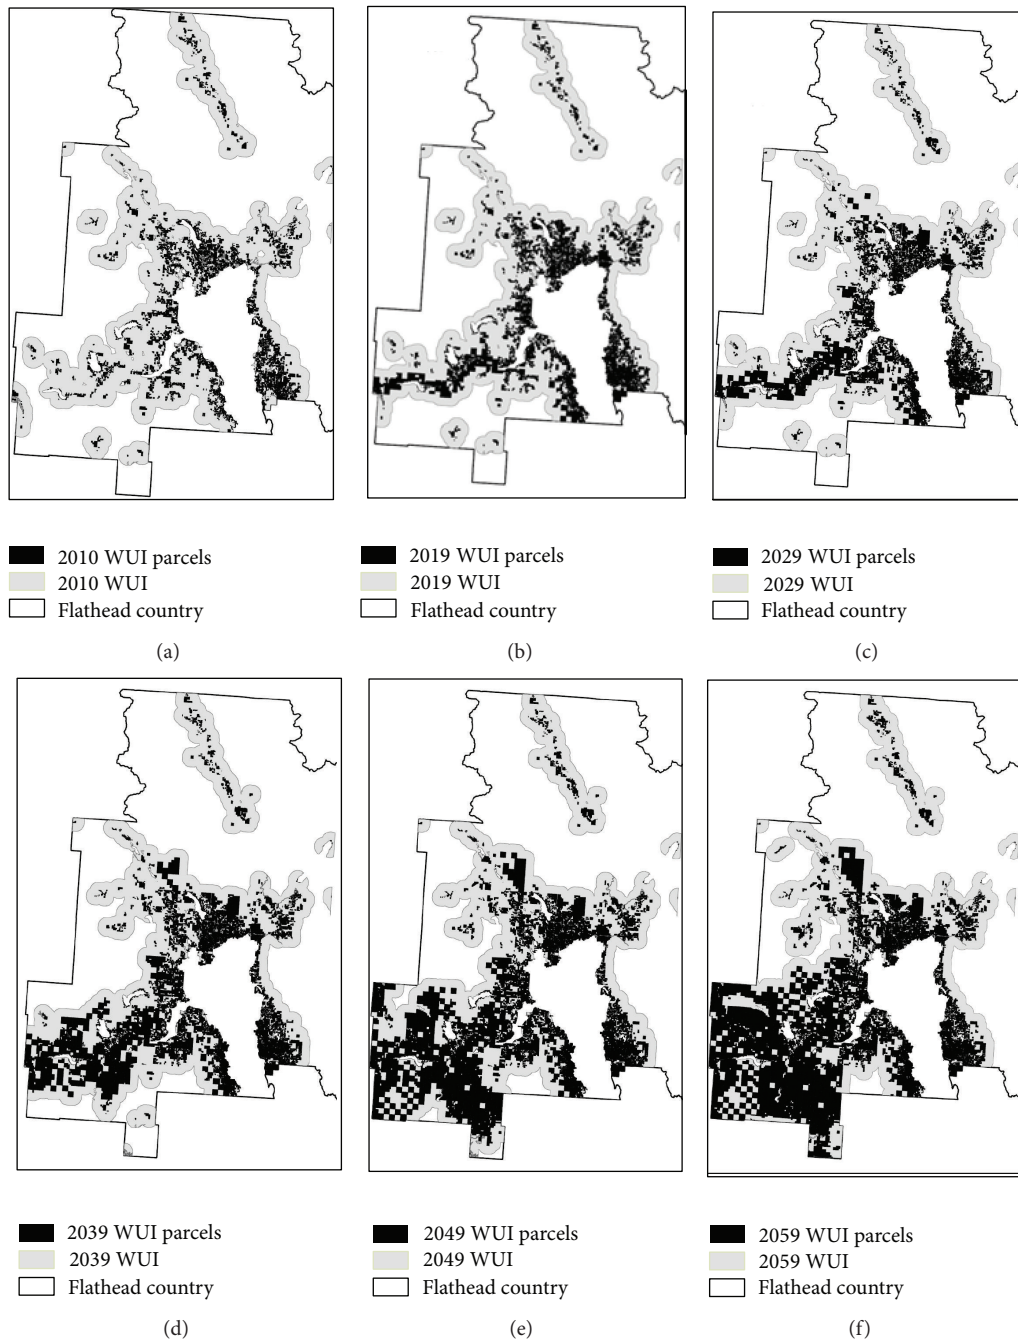 2010 WUI parcels
2010 WUI
Flathead country
(a)
2019 WUI parcels
2019 WUI
Flathead country
(b)
2029 WUI parcels
2029 WUI
Flathead country
(c)
2039 WUI parcels
2039 WUI
Flathead country
(d)
2049 WUI parcels
2049 WUI
Flathead country
(e)
2059 WUI parcels
2059 WUI
Flathead country
(f)